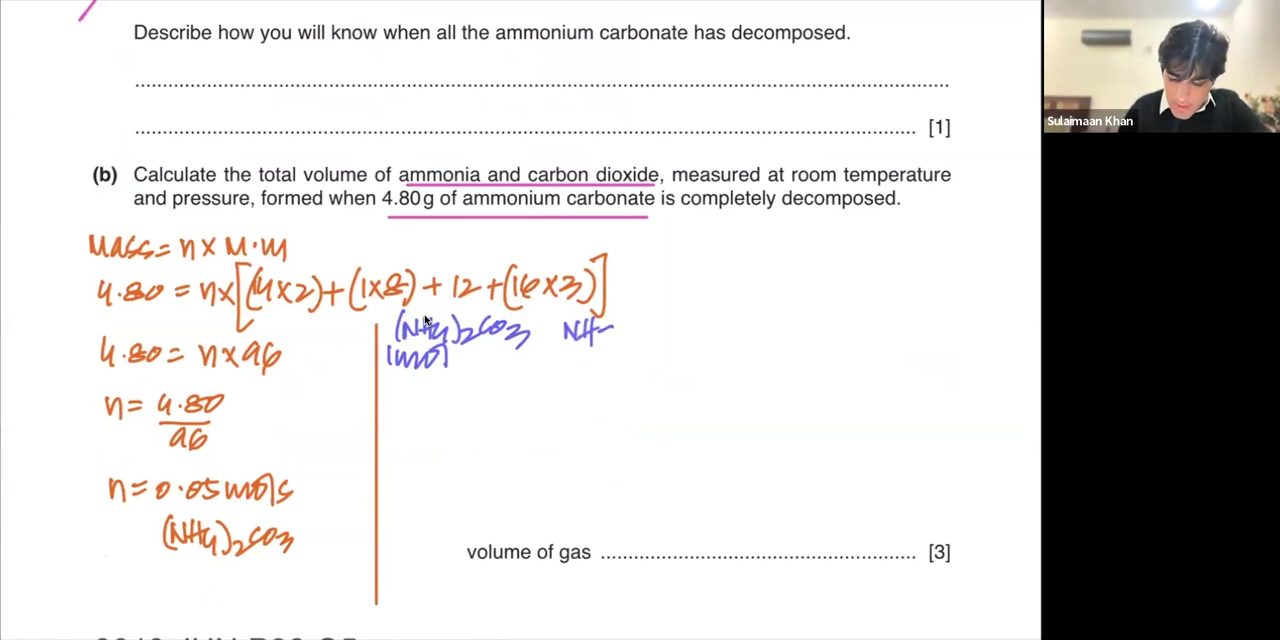 Describe how you will know when all the ammonium carbonate has decomposed.
[1]
Sulaimaan Khan
(b) Calculate the total volume of ammonia and carbon dioxide, measured at room temperature
and pressure, formed when 4.80 g of ammonium carbonate is completely decomposed.
Mass = n × M.M
4.80 = n × [(14×2) + (1×8) + 12 + (16×3)]
4.80 = n × 96
n = 4.80
96
n = 0.05 mols
(NH4)2CO3
(NH4)2CO3 NH
1mol
volume of gas [3]